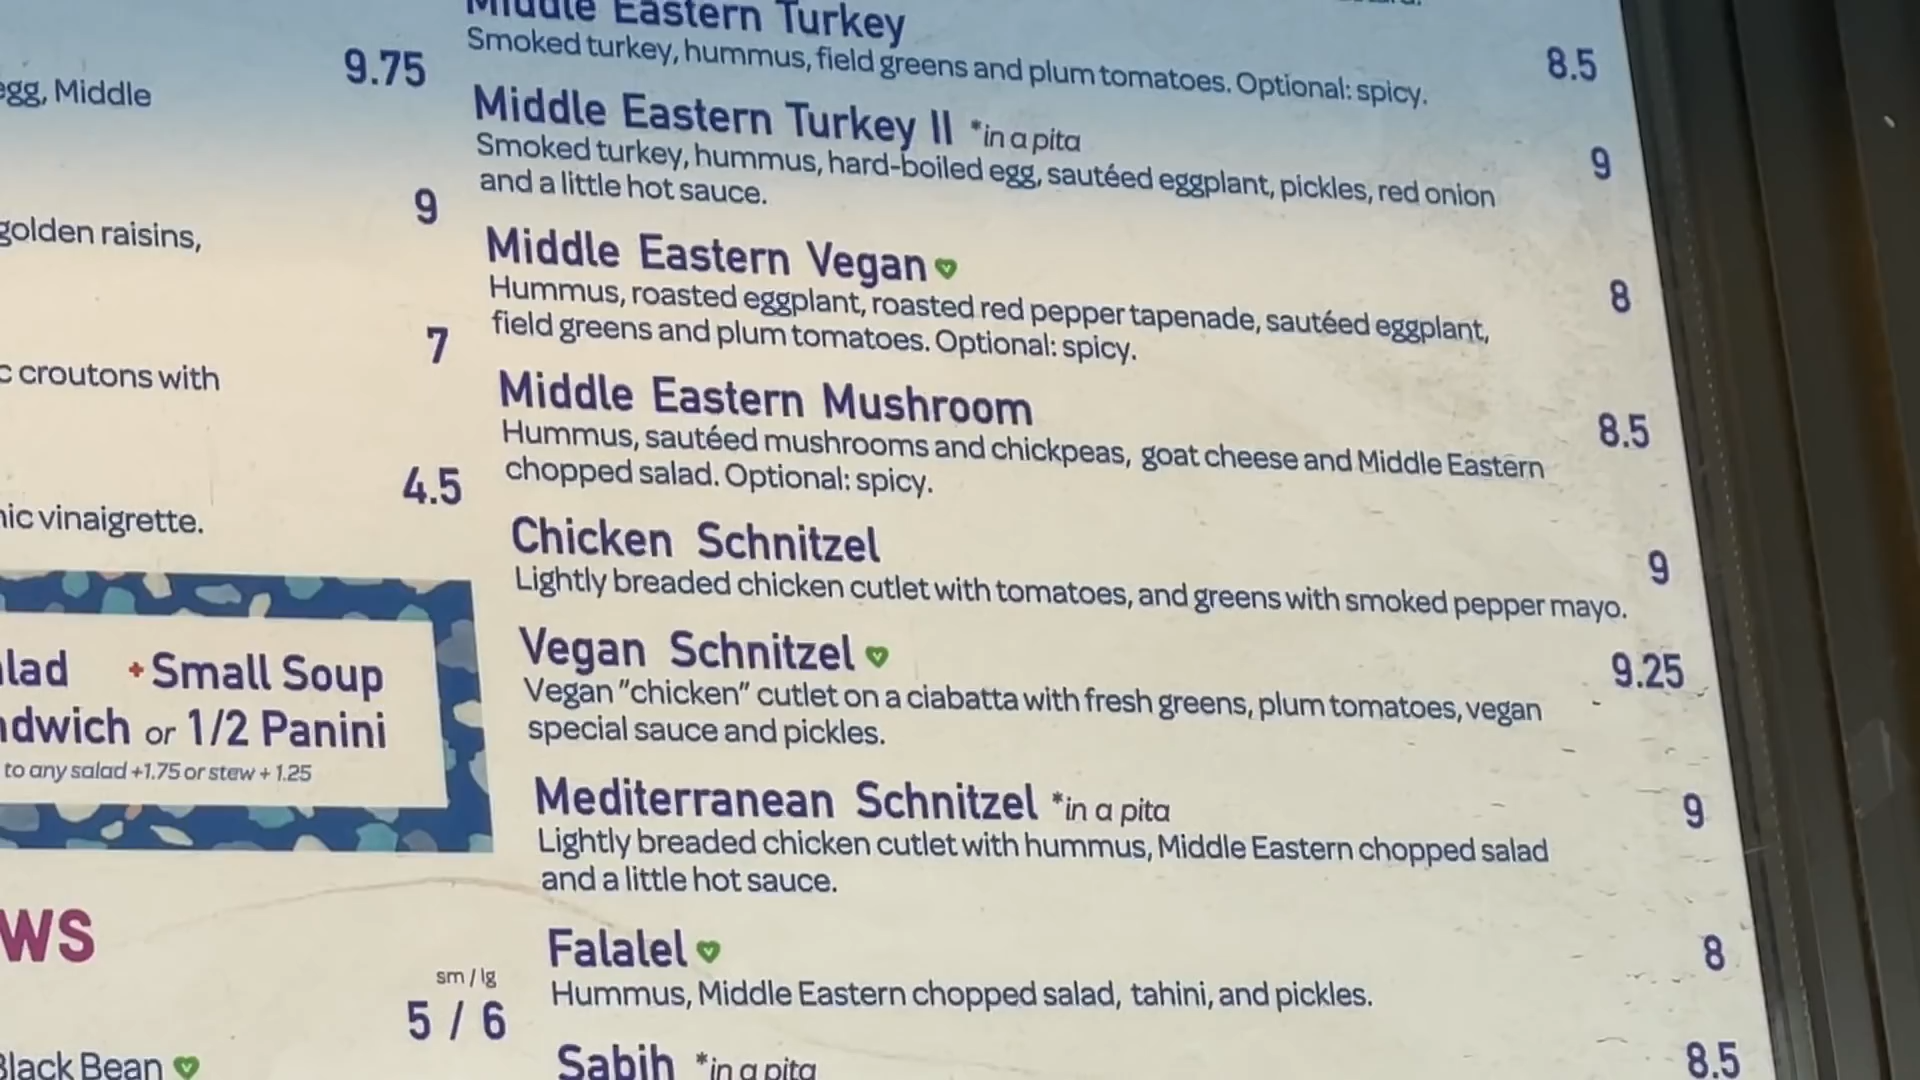 egg, Middle
9.75
golden raisins,
9
croutons with
7
vinaigrette.
4.5
+Small Soup
or 1/2 Panini
to any salad +1.75 or stew + 1.25
sm / lg
5 / 6
Black Bean
Middle Eastern Turkey
8.5
Smoked turkey, hummus, field greens and plum tomatoes. Optional: spicy.
Middle Eastern Turkey II *in a pita
9
Smoked turkey, hummus, hard-boiled egg, sautéed eggplant, pickles, red onion
and a little hot sauce.
Middle Eastern Vegan
8
Hummus, roasted eggplant, roasted red pepper tapenade, sautéed eggplant,
field greens and plum tomatoes. Optional: spicy.
Middle Eastern Mushroom
8.5
Hummus, sautéed mushrooms and chickpeas, goat cheese and Middle Eastern
chopped salad. Optional: spicy.
Chicken Schnitzel
9
Lightly breaded chicken cutlet with tomatoes, and greens with smoked pepper mayo.
Vegan Schnitzel
9.25
Vegan "chicken" cutlet on a ciabatta with fresh greens, plum tomatoes, vegan
special sauce and pickles.
Mediterranean Schnitzel *in a pita
9
Lightly breaded chicken cutlet with hummus, Middle Eastern chopped salad
and a little hot sauce.
Falalel
8
Hummus, Middle Eastern chopped salad, tahini, and pickles.
Sabih *in a pita
8.5